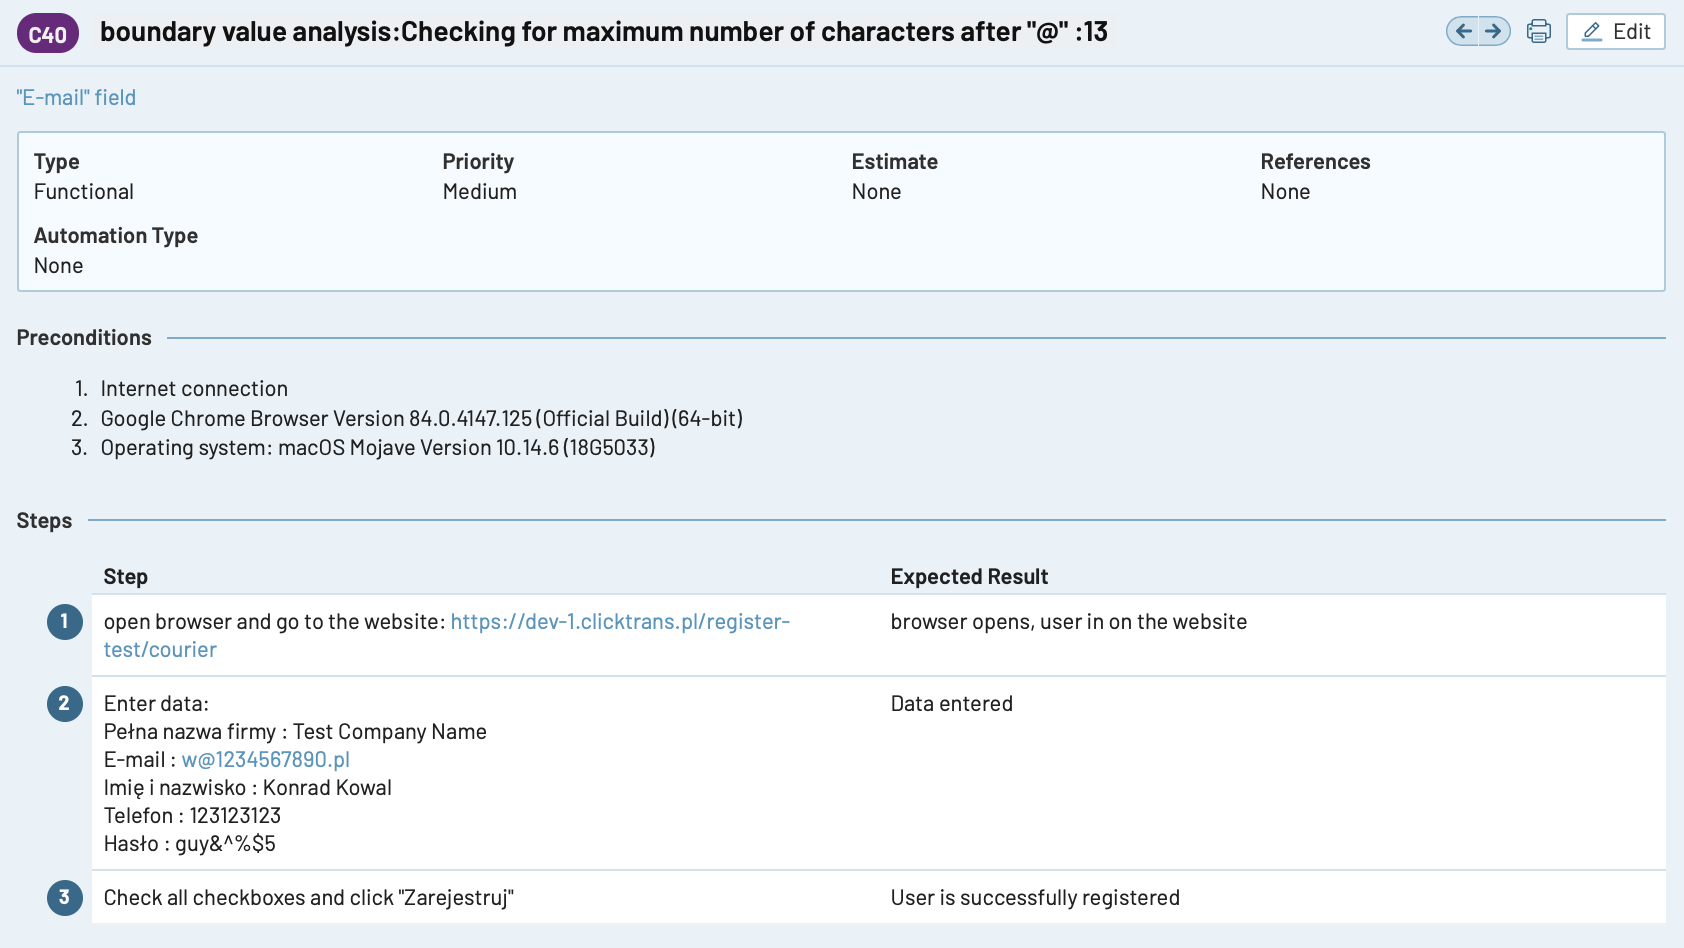 C40 boundary value analysis:Checking for maximum number of characters after "@" :13
Edit
"E-mail" field
Type Priority Estimate References
Functional Medium None None
Automation Type
None
Preconditions
1. Internet connection
2. Google Chrome Browser Version 84.0.4147.125 (Official Build) (64-bit)
3. Operating system: macOS Mojave Version 10.14.6 (18G5033)
Steps
Step Expected Result
1 open browser and go to the website: https://dev-1.clicktrans.pl/register- browser opens, user in on the website
test/courier
2 Enter data: Data entered
Pełna nazwa firmy : Test Company Name
E-mail : w@1234567890.pl
Imię i nazwisko : Konrad Kowal
Telefon : 123123123
Hasło : guy&^%$5
3 Check all checkboxes and click "Zarejestruj" User is successfully registered